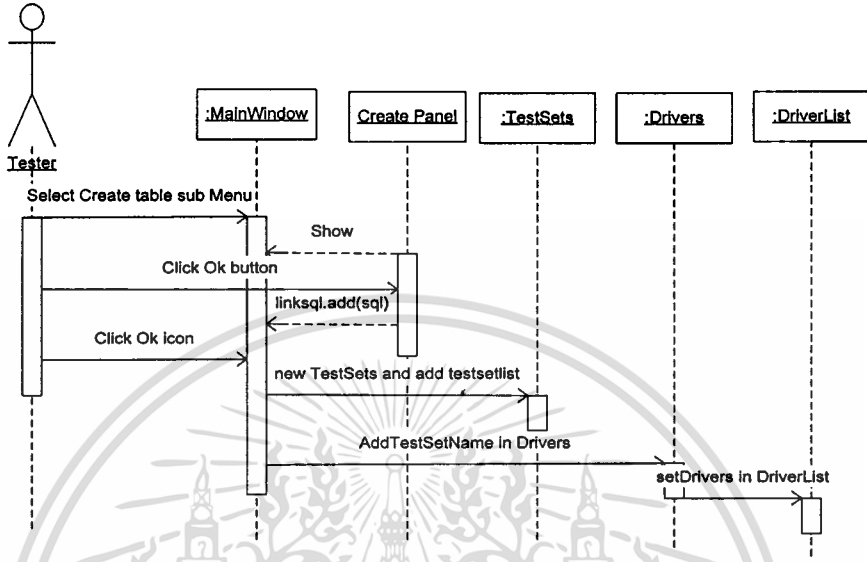 :MainWindow
Create Panel
:TestSets
:Drivers
:DriverList
Tester
Select Create table sub Menu
Show
Click Ok button
linksql.add(sql)
Click Ok icon
new TestSets and add testsetlist
AddTestSetName in Drivers
setDrivers in DriverList